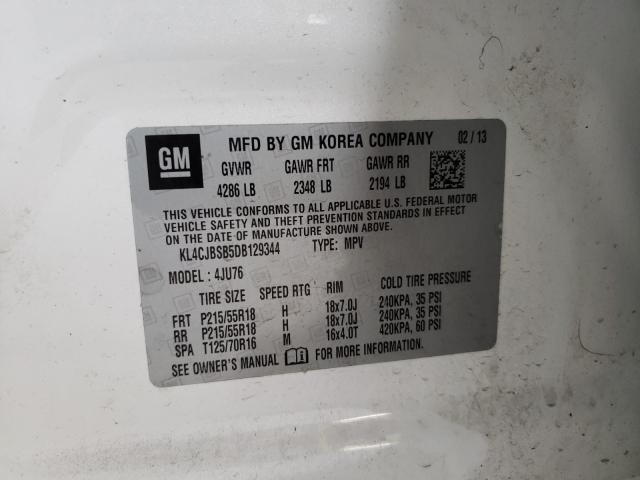 GM
MFD BY GM KOREA COMPANY 02 / 13
GVWR GAWR FRT GAWR RR
4286 LB 2348 LB 2194 LB
THIS VEHICLE CONFORMS TO ALL APPLICABLE U.S. FEDERAL MOTOR
VEHICLE SAFETY AND THEFT PREVENTION STANDARDS IN EFFECT
ON THE DATE OF MANUFACTURE SHOWN ABOVE.
KL4CJBSB5DB129344 TYPE: MPV
MODEL : 4JU76
TIRE SIZE SPEED RTG RIM COLD TIRE PRESSURE
FRT P215/55R18 H 18x7.0J 240KPA, 35 PSI
RR P215/55R18 H 18x7.0J 240KPA, 35 PSI
SPA T125/70R16 M 16x4.0T 420KPA, 60 PSI
SEE OWNER'S MANUAL FOR MORE INFORMATION.